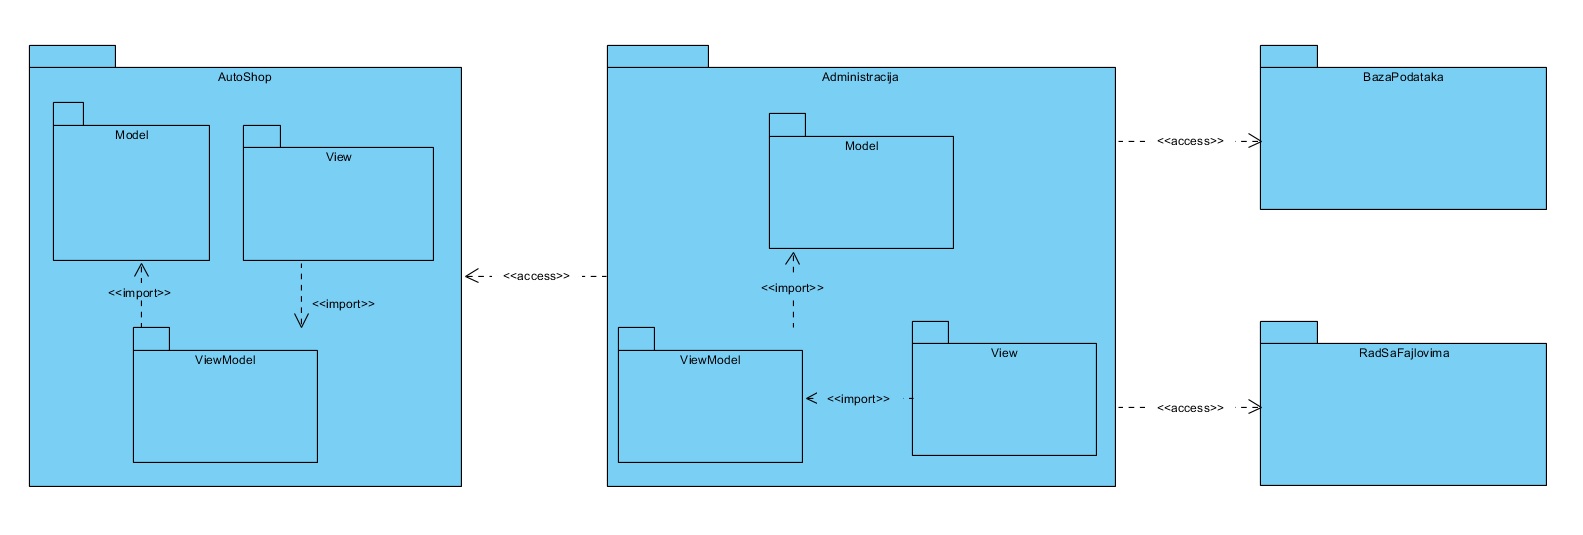 AutoShop
Model
View
<<import>>
<<import>>
ViewModel
<<access>>
Administracija
Model
<<import>>
ViewModel
<<import>>
View
<<access>>
BazaPodataka
<<access>>
RadSaFajlovima